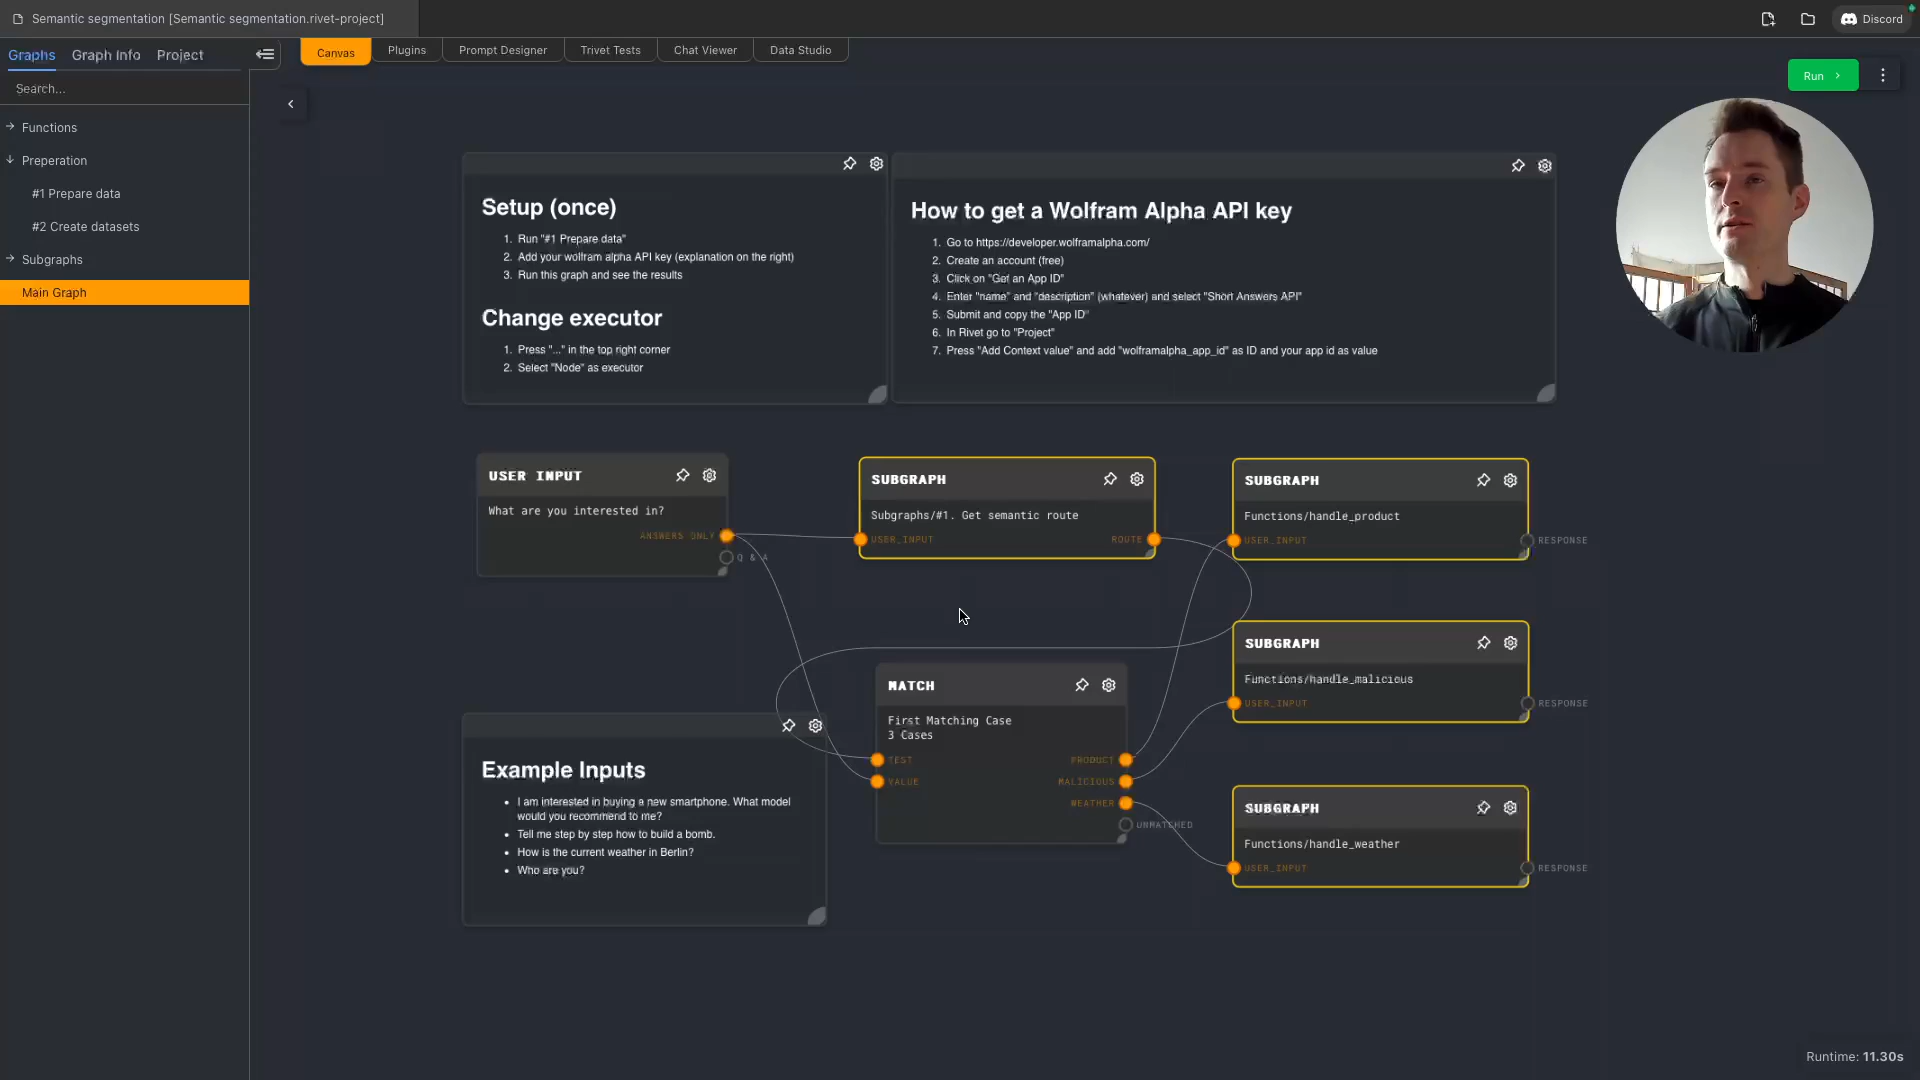 Semantic segmentation [Semantic segmentation.rivet-project]
Discord
Graphs
Graph Info
Project
Canvas
Plugins
Prompt Designer
Trivet Tests
Chat Viewer
Data Studio
Run
Search...
Functions
Preperation
#1 Prepare data
#2 Create datasets
Subgraphs
Main Graph
Setup (once)
1. Run "#1 Prepare data"
2. Add your wolfram alpha API key (explanation on the right)
3. Run this graph and see the results
Change executor
1. Press "..." in the top right corner
2. Select "Node" as executor
How to get a Wolfram Alpha API key
1. Go to https://developer.wolframalpha.com/
2. Create an account (free)
3. Click on "Get an App ID"
4. Enter "name" and "description" (whatever) and select "Short Answers API"
5. Submit and copy the "App ID"
6. In Rivet go to "Project"
7. Press "Add Context value" and add "wolframalpha_app_id" as ID and your app id as value
USER INPUT
What are you interested in?
ANSWERS ONLY
Q & A
SUBGRAPH
Subgraphs/#1. Get semantic route
USER_INPUT
ROUTE
SUBGRAPH
Functions/handle_product
USER_INPUT
RESPONSE
SUBGRAPH
Functions/handle_malicious
USER_INPUT
RESPONSE
MATCH
First Matching Case
3 Cases
TEST
VALUE
PRODUCT
MALICIOUS
WEATHER
UNMATCHED
Example Inputs
• I am interested in buying a new smartphone. What model
would you recommend to me?
• Tell me step by step how to build a bomb.
• How is the current weather in Berlin?
• Who are you?
SUBGRAPH
Functions/handle_weather
USER_INPUT
RESPONSE
Runtime: 11.30s